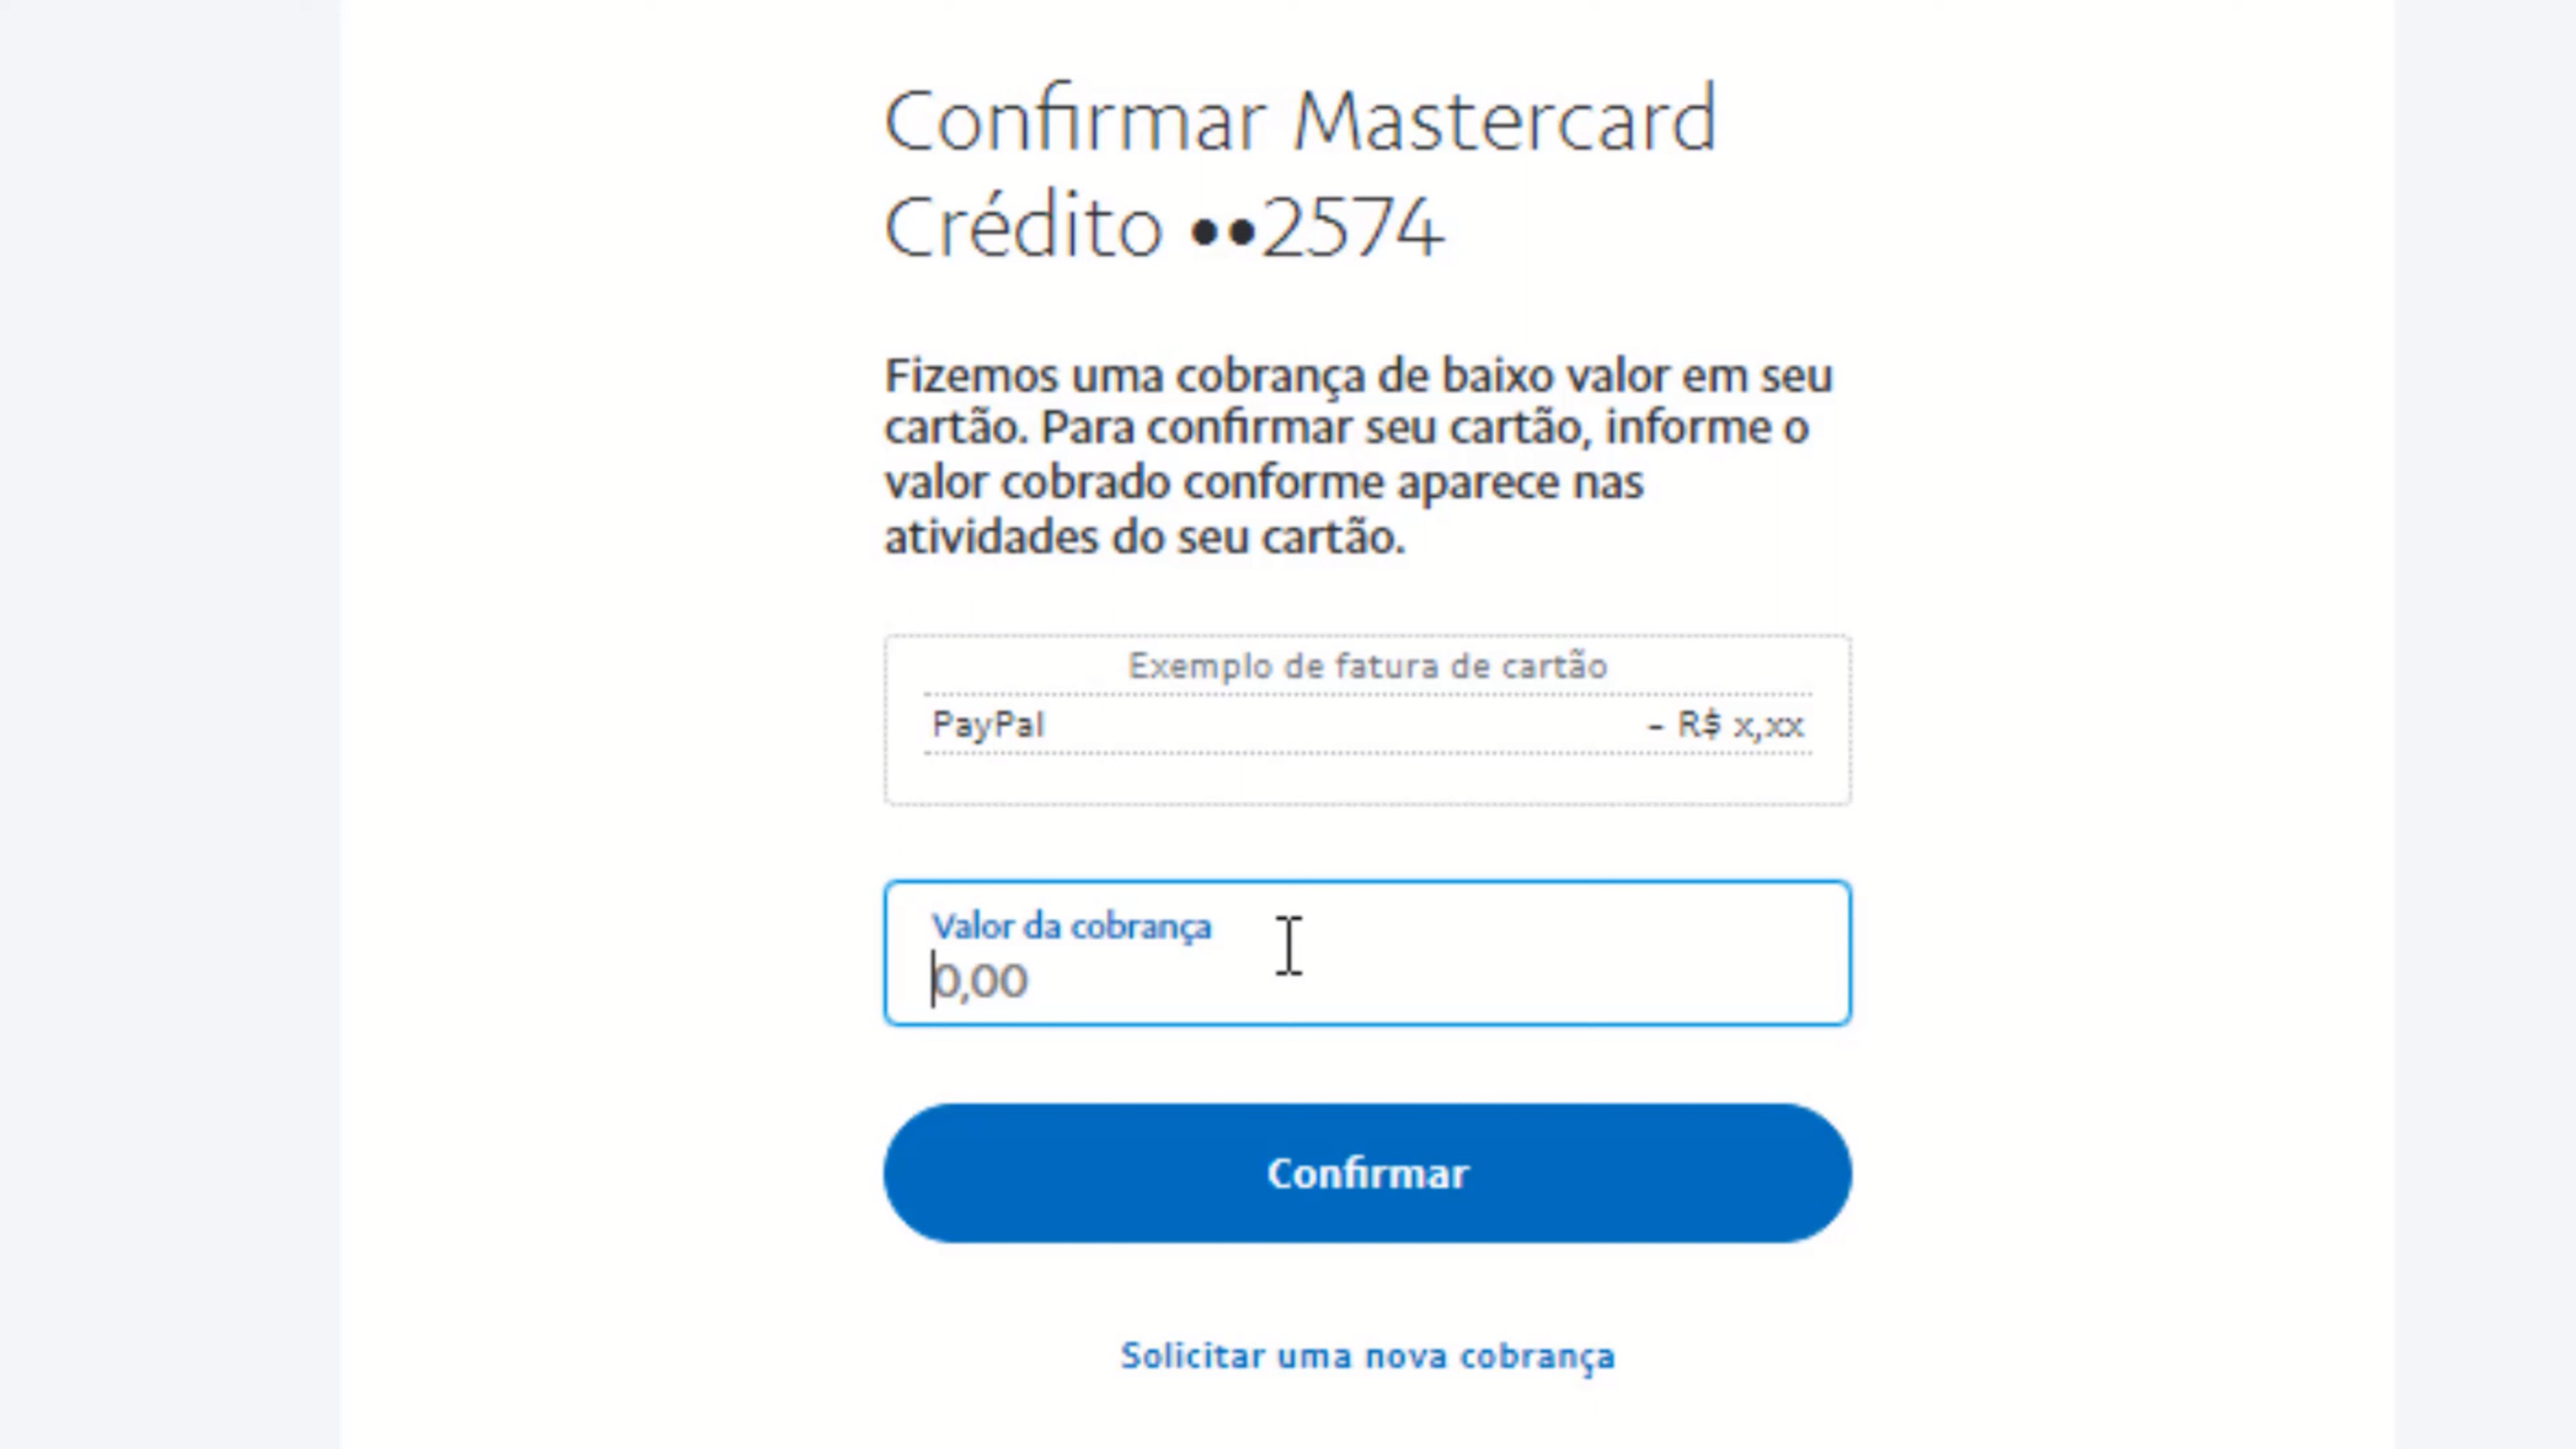 Confirmar Mastercard
Crédito ••2574
Fizemos uma cobrança de baixo valor em seu
cartão. Para confirmar seu cartão, informe o
valor cobrado conforme aparece nas
atividades do seu cartão.
Exemplo de fatura de cartão
PayPal - R$ x,xx
Valor da cobrança
0,00
Confirmar
Solicitar uma nova cobrança